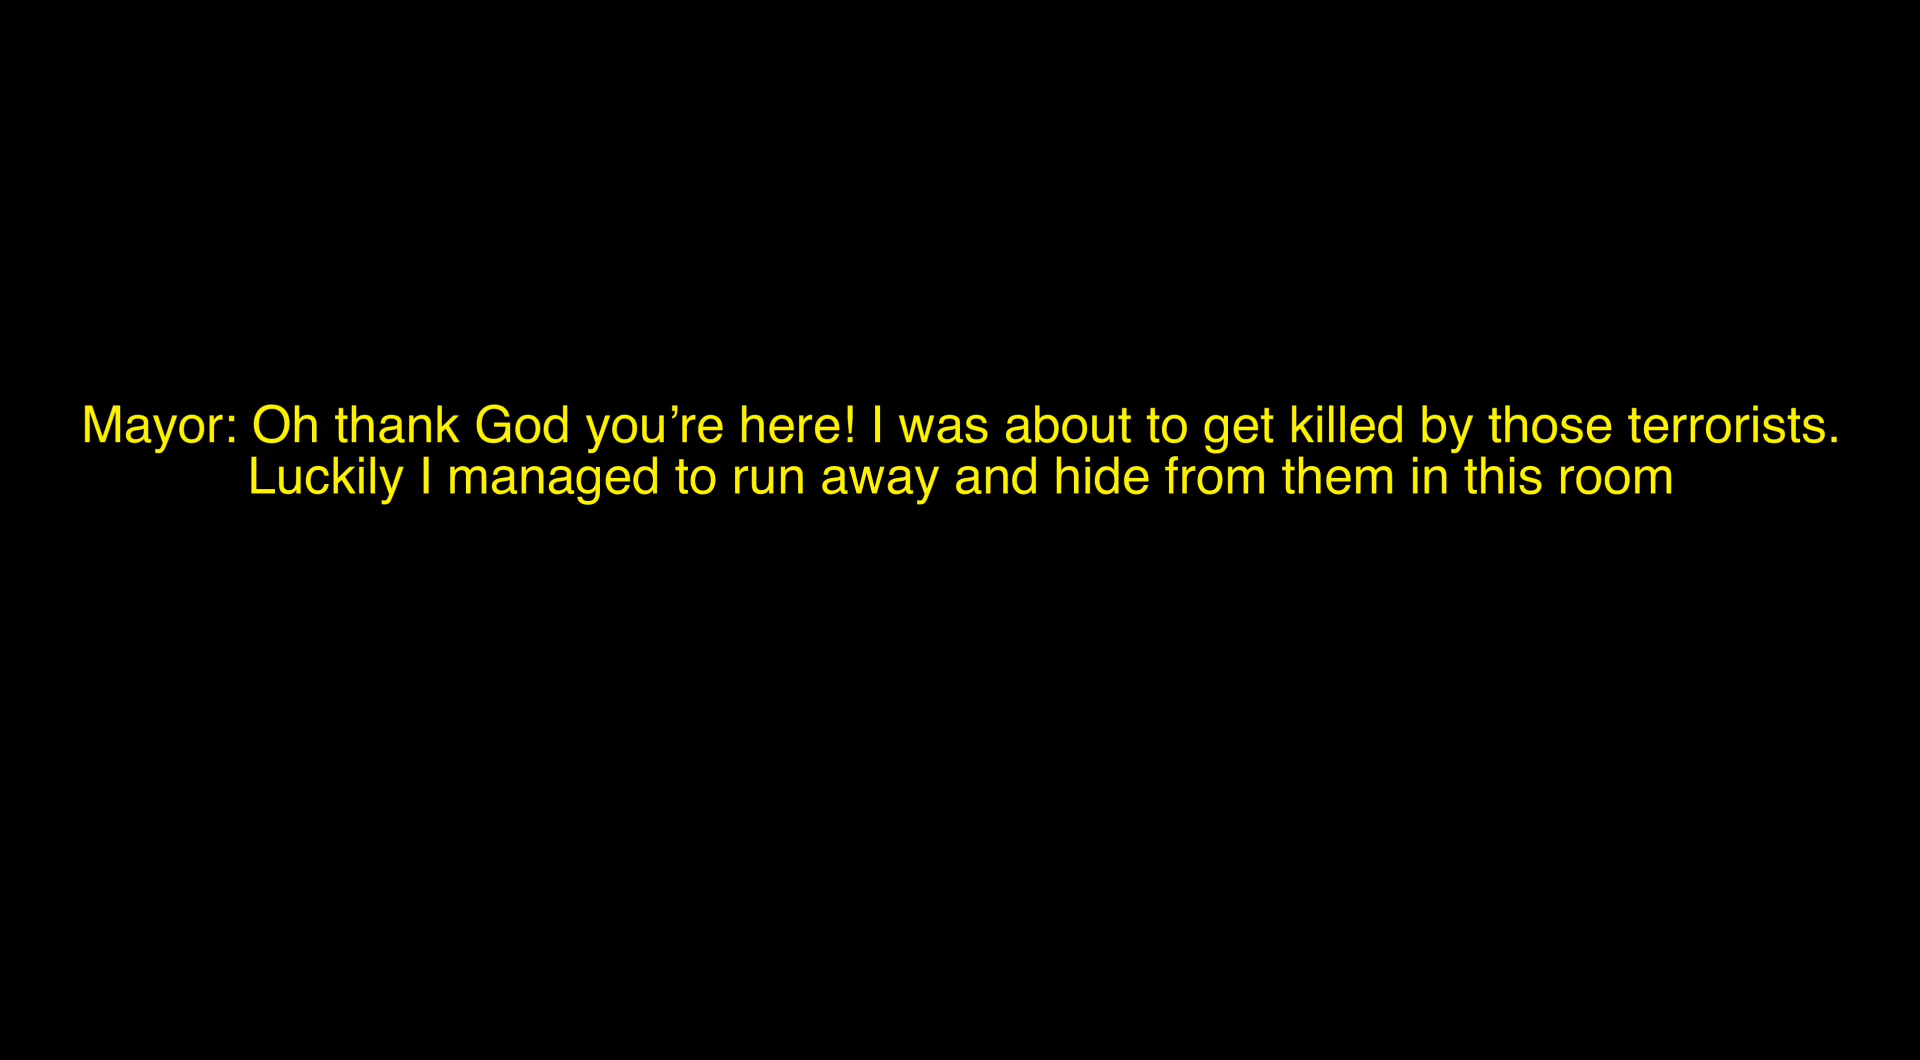 Mayor: Oh thank God you’re here! I was about to get killed by those terrorists.
Luckily I managed to run away and hide from them in this room